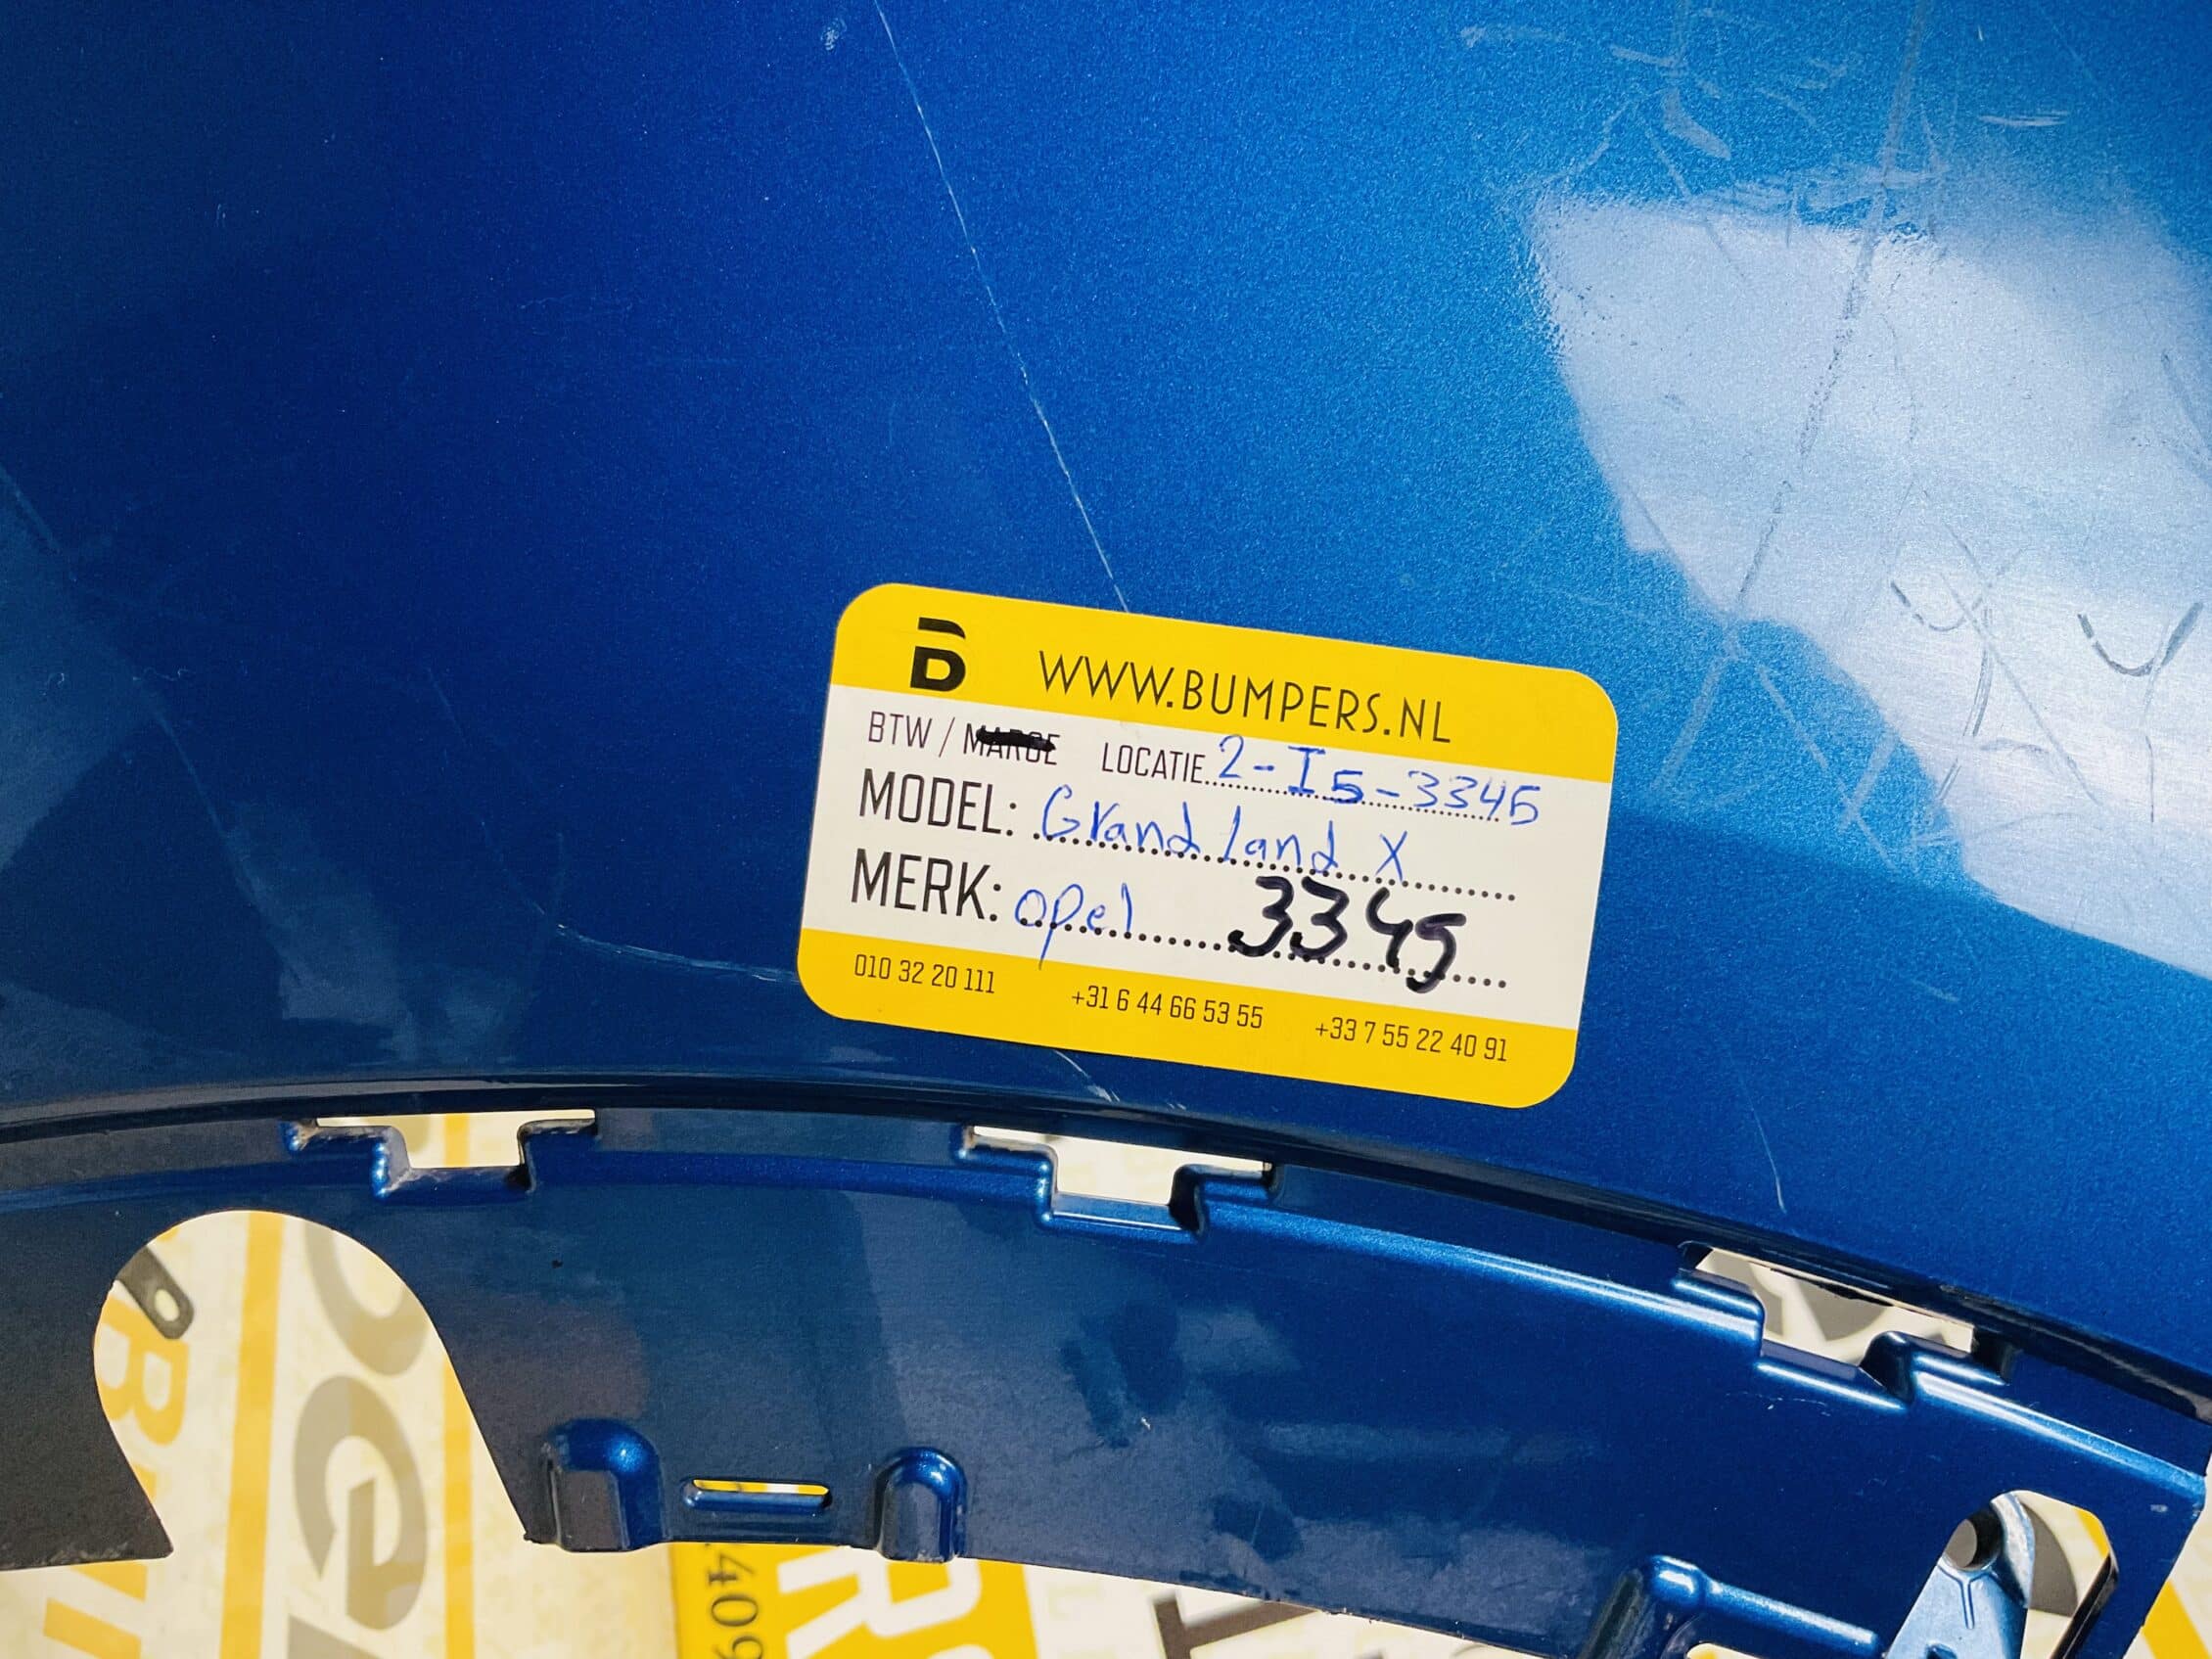 B WWW.BUMPERS.NL
BTW / MARGE LOCATIE 2-I5-3345
MODEL: Grand land X
MERK: opel 3345
010 32 20 111 +31 6 44 66 53 55 +33 7 55 22 40 91